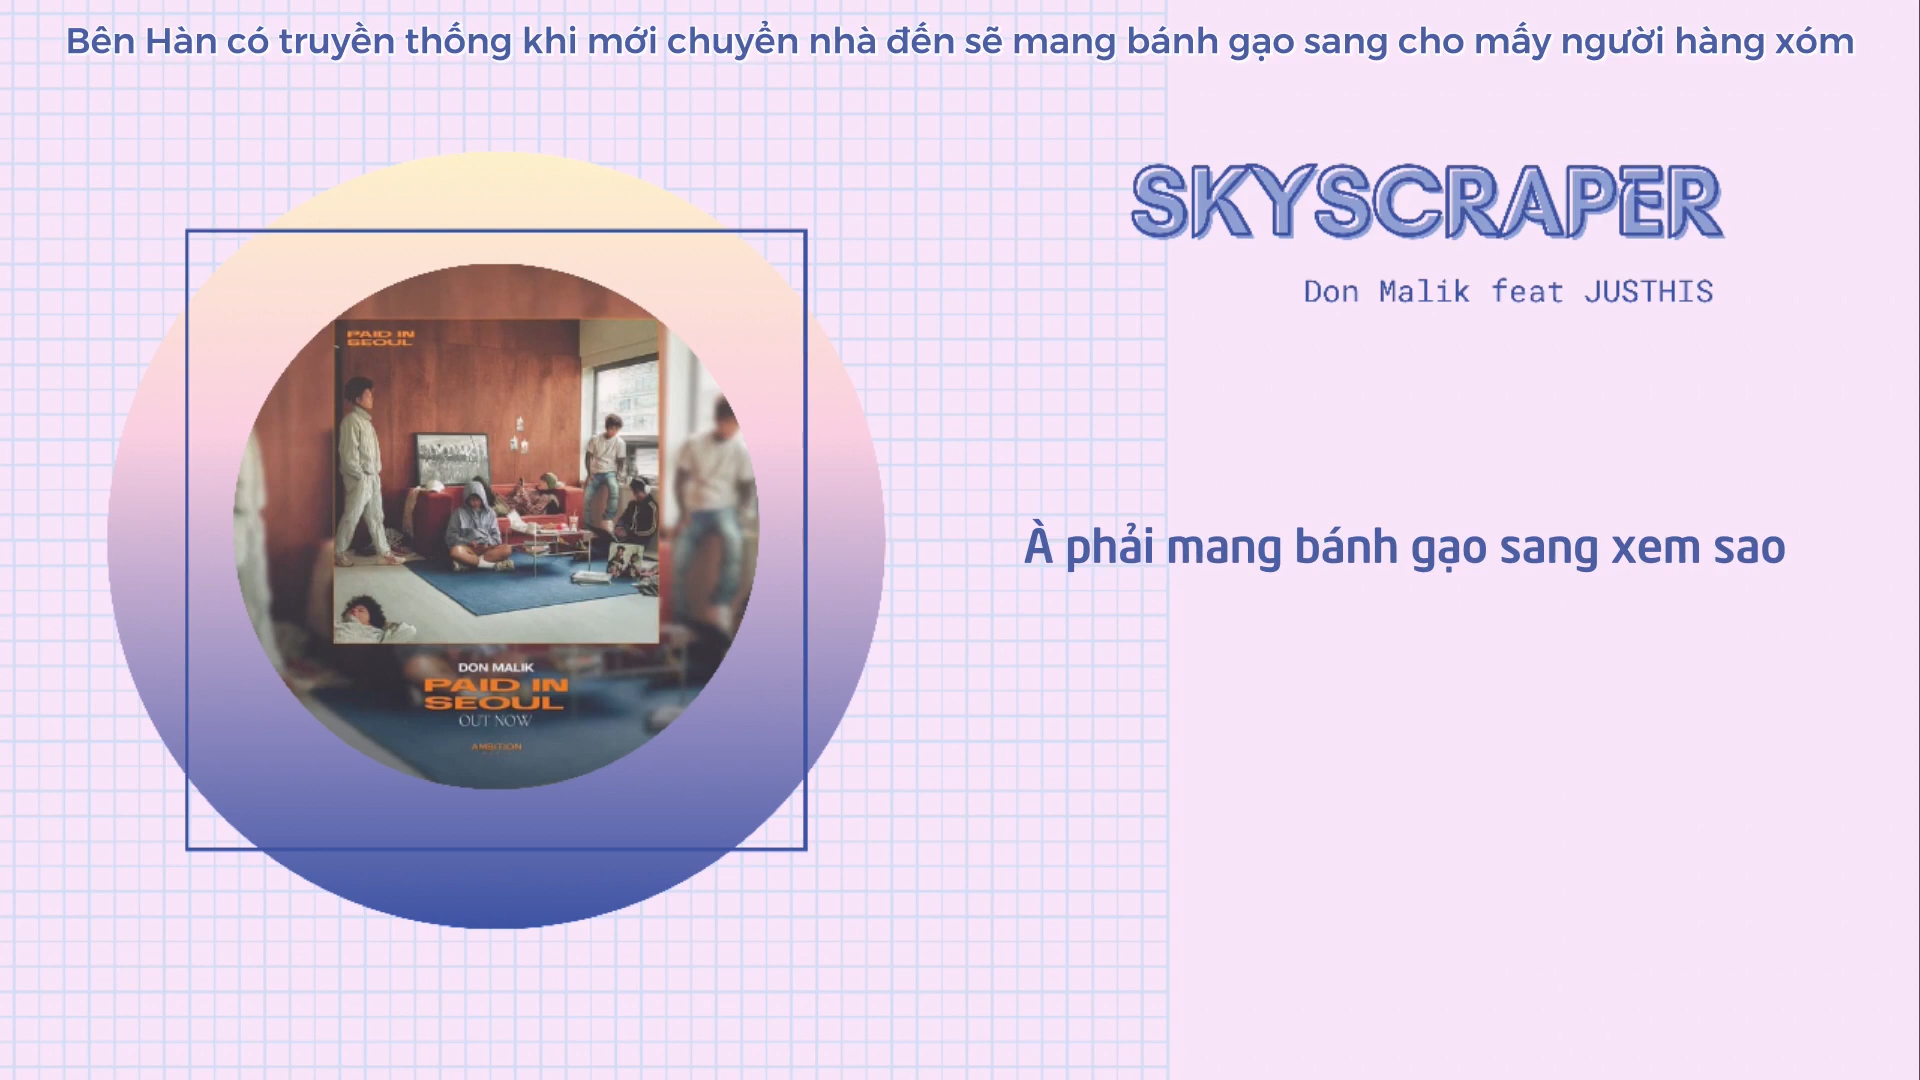 Bên Hàn có truyền thống khi mới chuyển nhà đến sẽ mang bánh gạo sang cho mấy người hàng xóm
SKYSCRAPER
Don Malik feat JUSTHIS
PAID IN
SEOUL
À phải mang bánh gạo sang xem sao
DON MALIK
PAID IN
SEOUL
OUT NOW
AMBITION